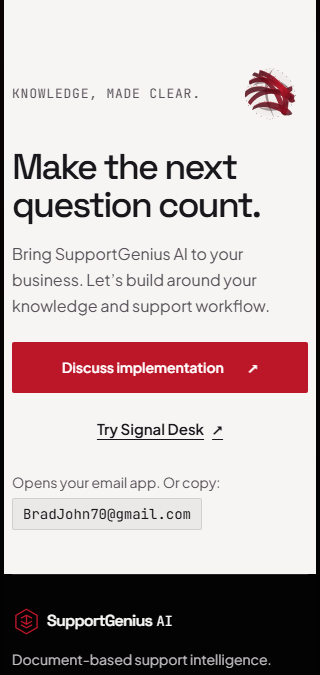 KNOWLEDGE, MADE CLEAR.
Make the next
question count.
Bring SupportGenius AI to your
business. Let's build around your
knowledge and support workflow.
Discuss implementation ↗
Try Signal Desk ↗
Opens your email app. Or copy:
BradJohn70@gmail.com
SupportGenius AI
Document-based support intelligence.